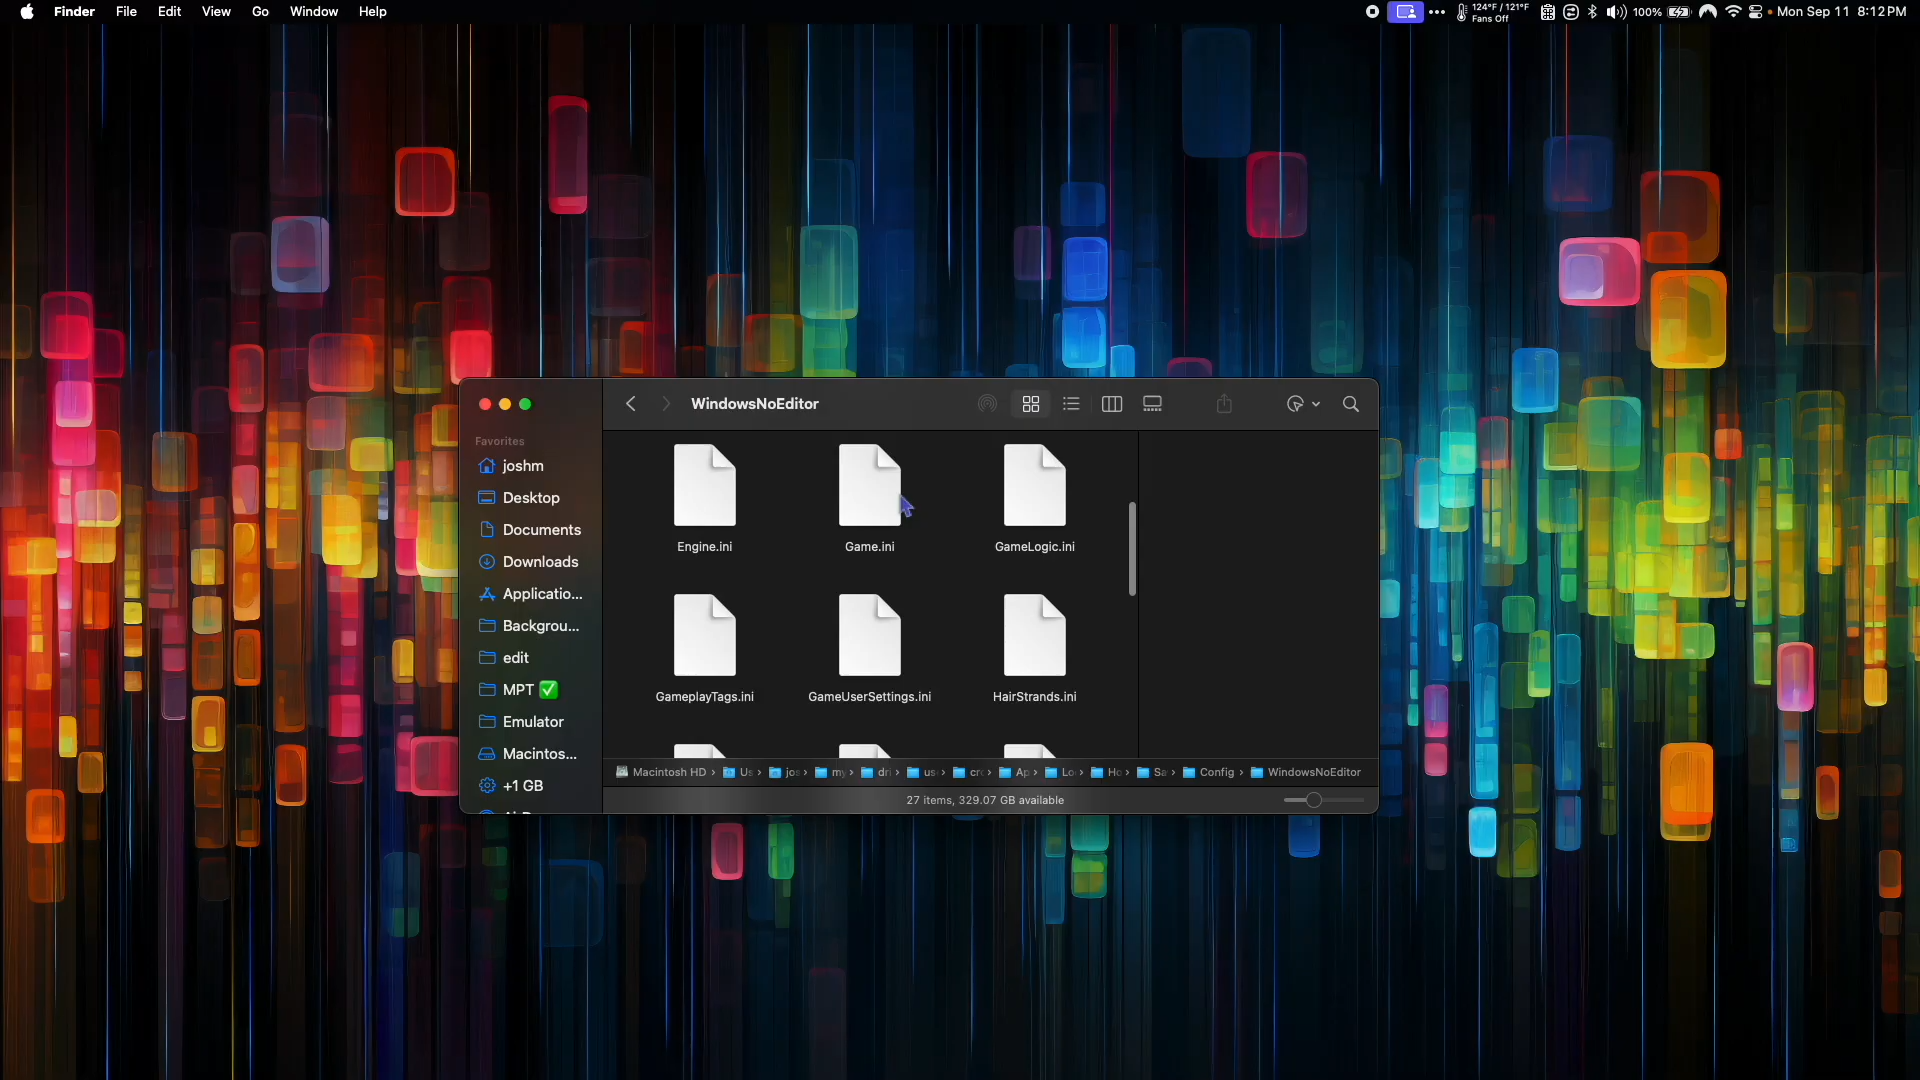 Finder File Edit View Go Window Help
124°F / 121°F
Fans Off
100%
Mon Sep 11 8:12 PM
WindowsNoEditor
Favorites
joshm
Desktop
Documents
Downloads
Applicatio...
Backgrou...
edit
MPT ✅
Emulator
Macintos...
+1 GB
Engine.ini
Game.ini
GameLogic.ini
GameplayTags.ini
GameUserSettings.ini
HairStrands.ini
Macintosh HD › Us › jos › my › dri › us › cro › Ap › Lo › Ho › Sa › Config › WindowsNoEditor
27 items, 329.07 GB available